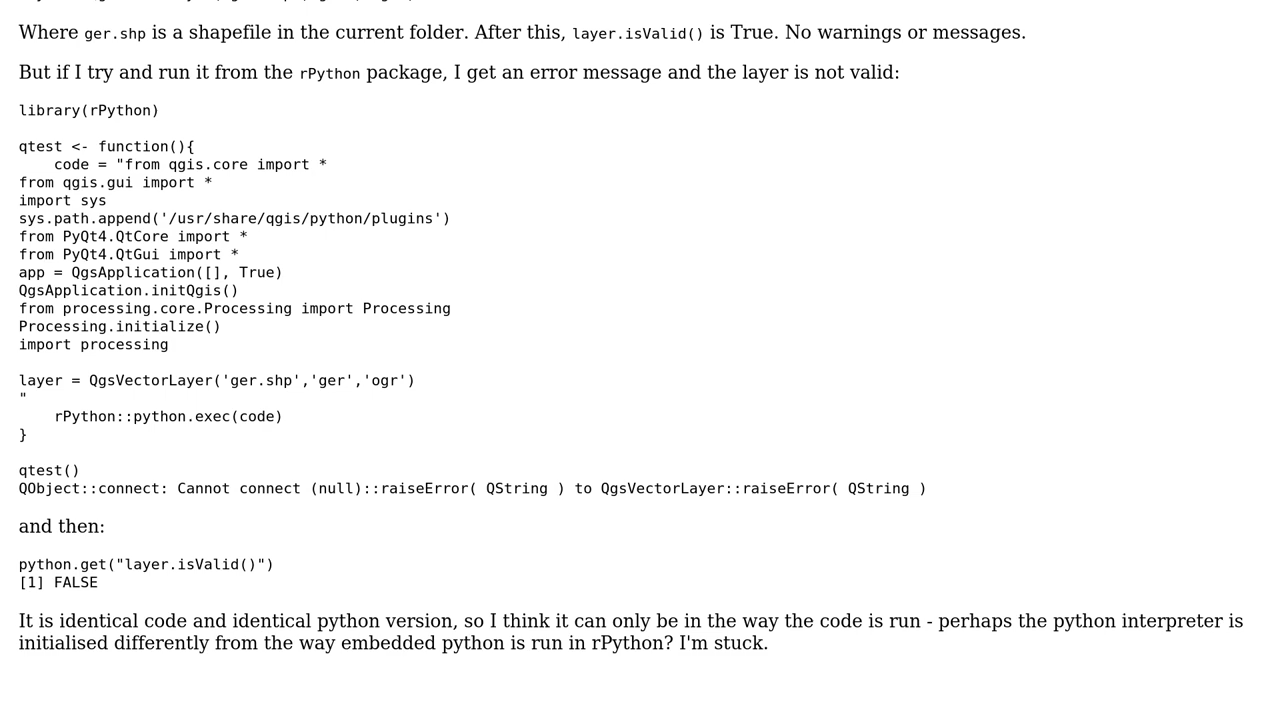 Where ger.shp is a shapefile in the current folder. After this, layer.isValid() is True. No warnings or messages.
But if I try and run it from the rPython package, I get an error message and the layer is not valid:
library(rPython)
qtest <- function(){
    code = "from qgis.core import *
from qgis.gui import *
import sys
sys.path.append('/usr/share/qgis/python/plugins')
from PyQt4.QtCore import *
from PyQt4.QtGui import *
app = QgsApplication([], True)
QgsApplication.initQgis()
from processing.core.Processing import Processing
Processing.initialize()
import processing
layer = QgsVectorLayer('ger.shp','ger','ogr')
"
    rPython::python.exec(code)
}
qtest()
QObject::connect: Cannot connect (null)::raiseError( QString ) to QgsVectorLayer::raiseError( QString )
and then:
python.get("layer.isValid()")
[1] FALSE
It is identical code and identical python version, so I think it can only be in the way the code is run - perhaps the python interpreter is
initialised differently from the way embedded python is run in rPython? I'm stuck.